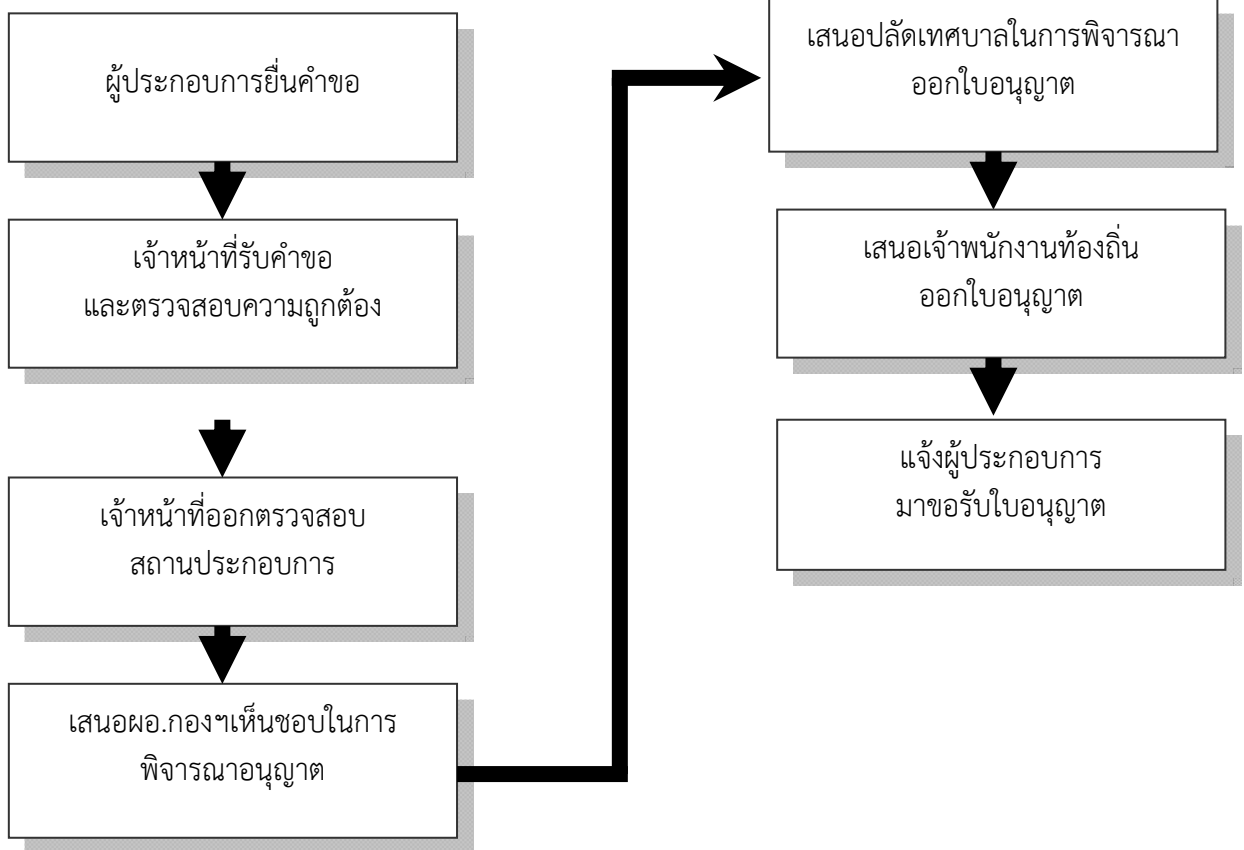 ผู้ประกอบการยื่นคำขอ
เจ้าหน้าที่รับคำขอ
และตรวจสอบความถูกต้อง
เจ้าหน้าที่ออกตรวจสอบ
สถานประกอบการ
เสนอผอ.กองฯเห็นชอบในการ
พิจารณาอนุญาต
เสนอปลัดเทศบาลในการพิจารณา
ออกใบอนุญาต
เสนอเจ้าพนักงานท้องถิ่น
ออกใบอนุญาต
แจ้งผู้ประกอบการ
มาขอรับใบอนุญาต